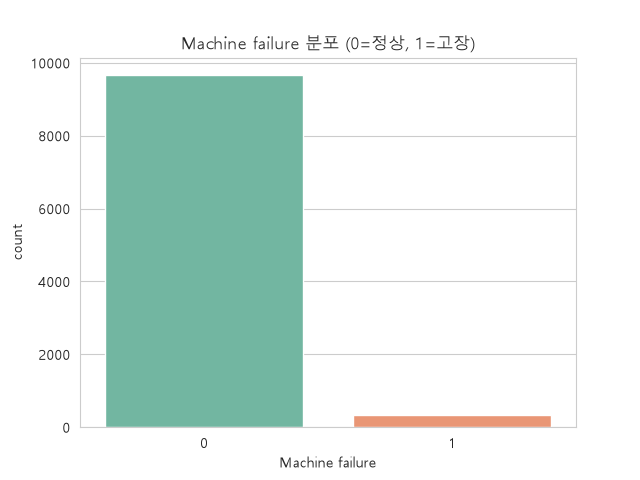 Machine failure 분포 (0=정상, 1=고장)
10000
8000
6000
4000
2000
0
count
0 1
Machine failure